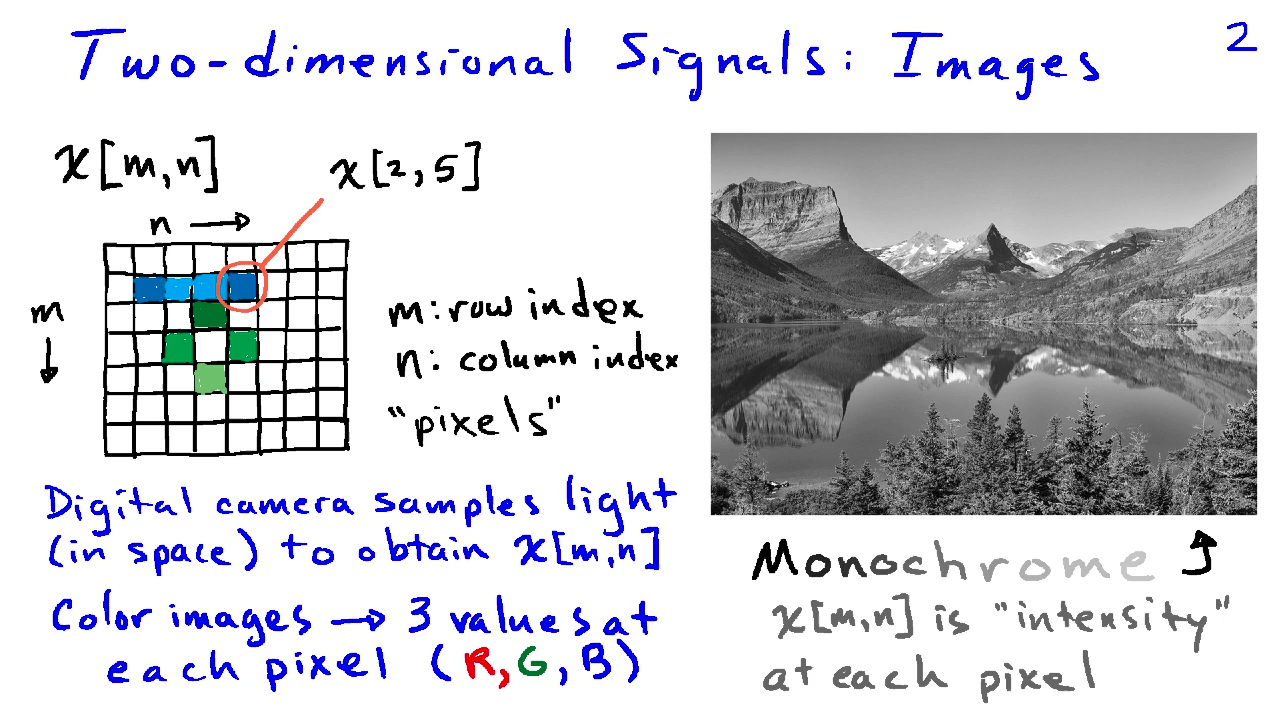 Two-dimensional Signals: Images
2
x[m,n]
x[2,5]
n →
m
↓
m: row index
n: column index
"pixels"
Digital camera samples light
(in space) to obtain x[m,n]
Color images → 3 values at
each pixel (R,G,B)
Monochrome
x[m,n] is "intensity"
at each pixel